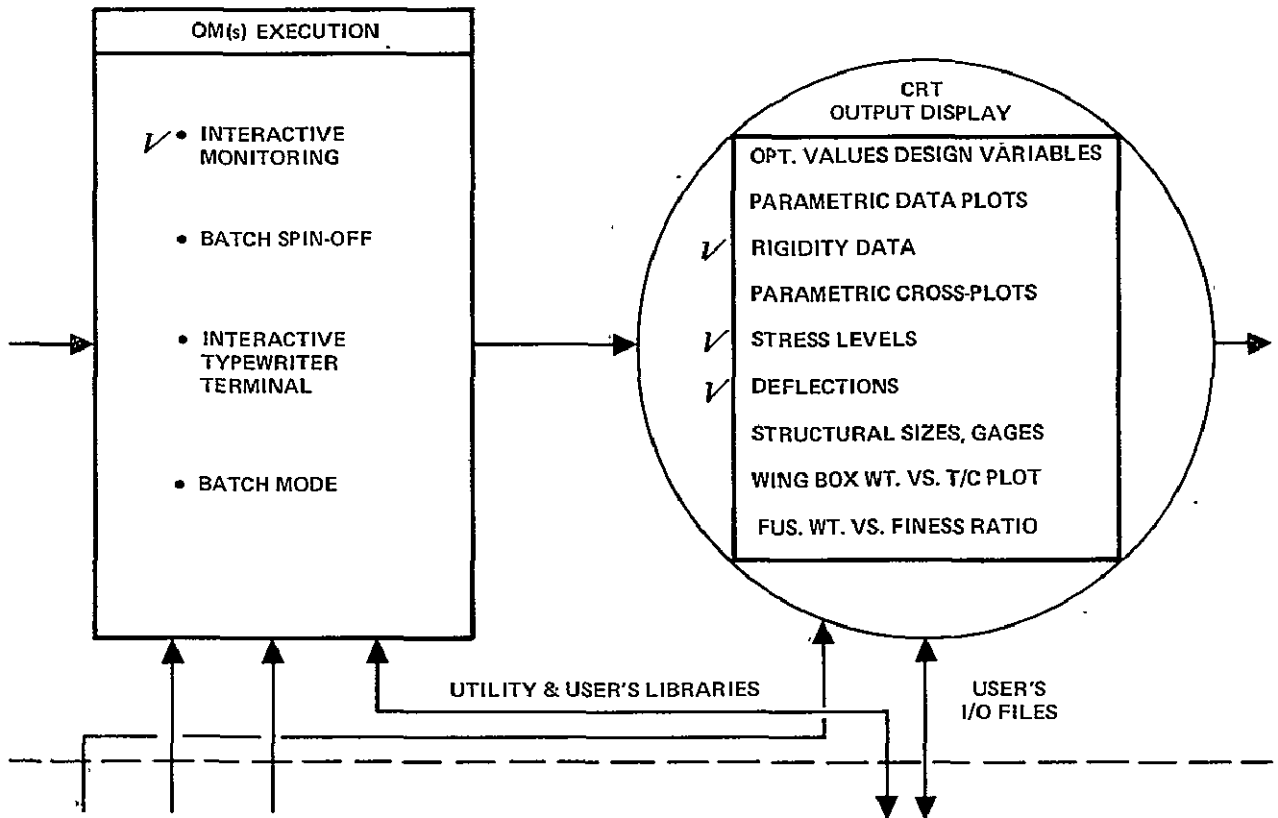 OM(s) EXECUTION
√ • INTERACTIVE
MONITORING
• BATCH SPIN-OFF
• INTERACTIVE
TYPEWRITER
TERMINAL
• BATCH MODE
CRT
OUTPUT DISPLAY
OPT. VALUES DESIGN VARIABLES
PARAMETRIC DATA PLOTS
√ RIGIDITY DATA
PARAMETRIC CROSS-PLOTS
√ STRESS LEVELS
√ DEFLECTIONS
STRUCTURAL SIZES, GAGES
WING BOX WT. VS. T/C PLOT
FUS. WT. VS. FINESS RATIO
UTILITY & USER'S LIBRARIES
USER'S
I/O FILES